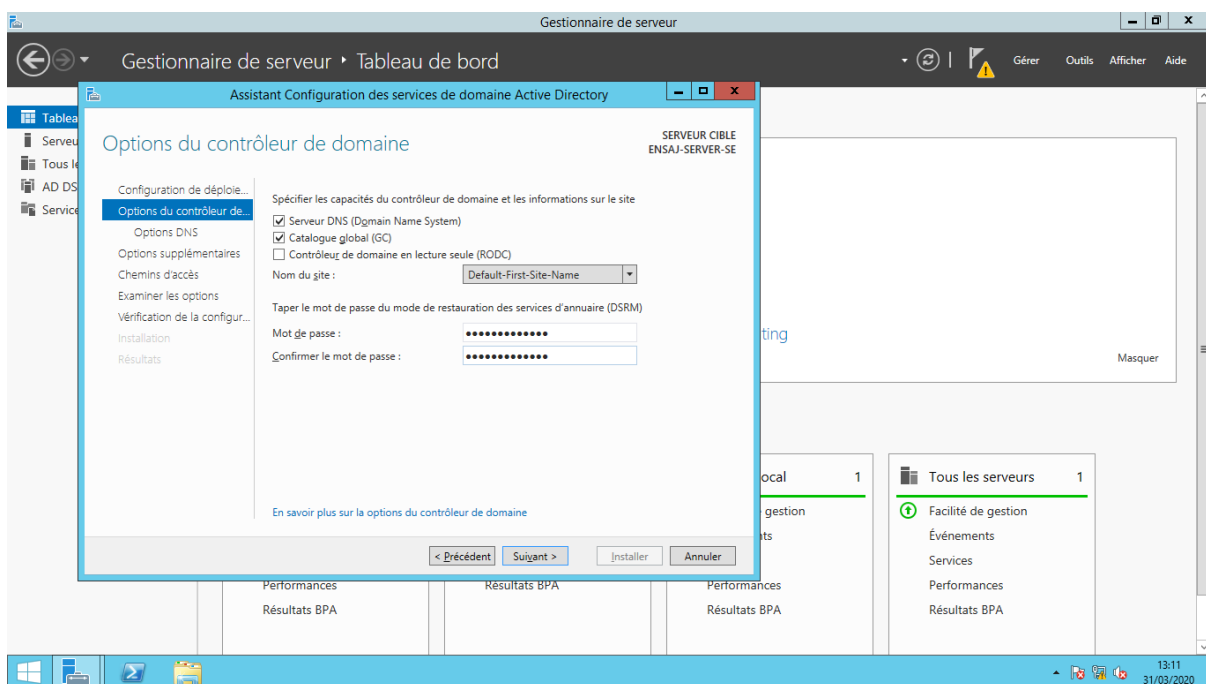 Gestionnaire de serveur
Gestionnaire de serveur • Tableau de bord
Gérer Outils Afficher Aide
Assistant Configuration des services de domaine Active Directory
Tablea
Serveu
Tous le
AD DS
Service
Options du contrôleur de domaine
SERVEUR CIBLE
ENSAJ-SERVER-SE
Configuration de déploie...
Options du contrôleur de...
Options DNS
Options supplémentaires
Chemins d'accès
Examiner les options
Vérification de la configur...
Installation
Résultats
Spécifier les capacités du contrôleur de domaine et les informations sur le site
Serveur DNS (Domain Name System)
Catalogue global (GC)
Contrôleur de domaine en lecture seule (RODC)
Nom du site : Default-First-Site-Name
Taper le mot de passe du mode de restauration des services d'annuaire (DSRM)
Mot de passe : •••••••••••••
Confirmer le mot de passe : •••••••••••••
En savoir plus sur la options du contrôleur de domaine
< Précédent Suivant > Installer Annuler
ting
Masquer
ocal 1
gestion
ts
Performances
Résultats BPA
Tous les serveurs 1
Facilité de gestion
Événements
Services
Performances
Résultats BPA
Performances
Résultats BPA
Résultats BPA
13:11
31/03/2020